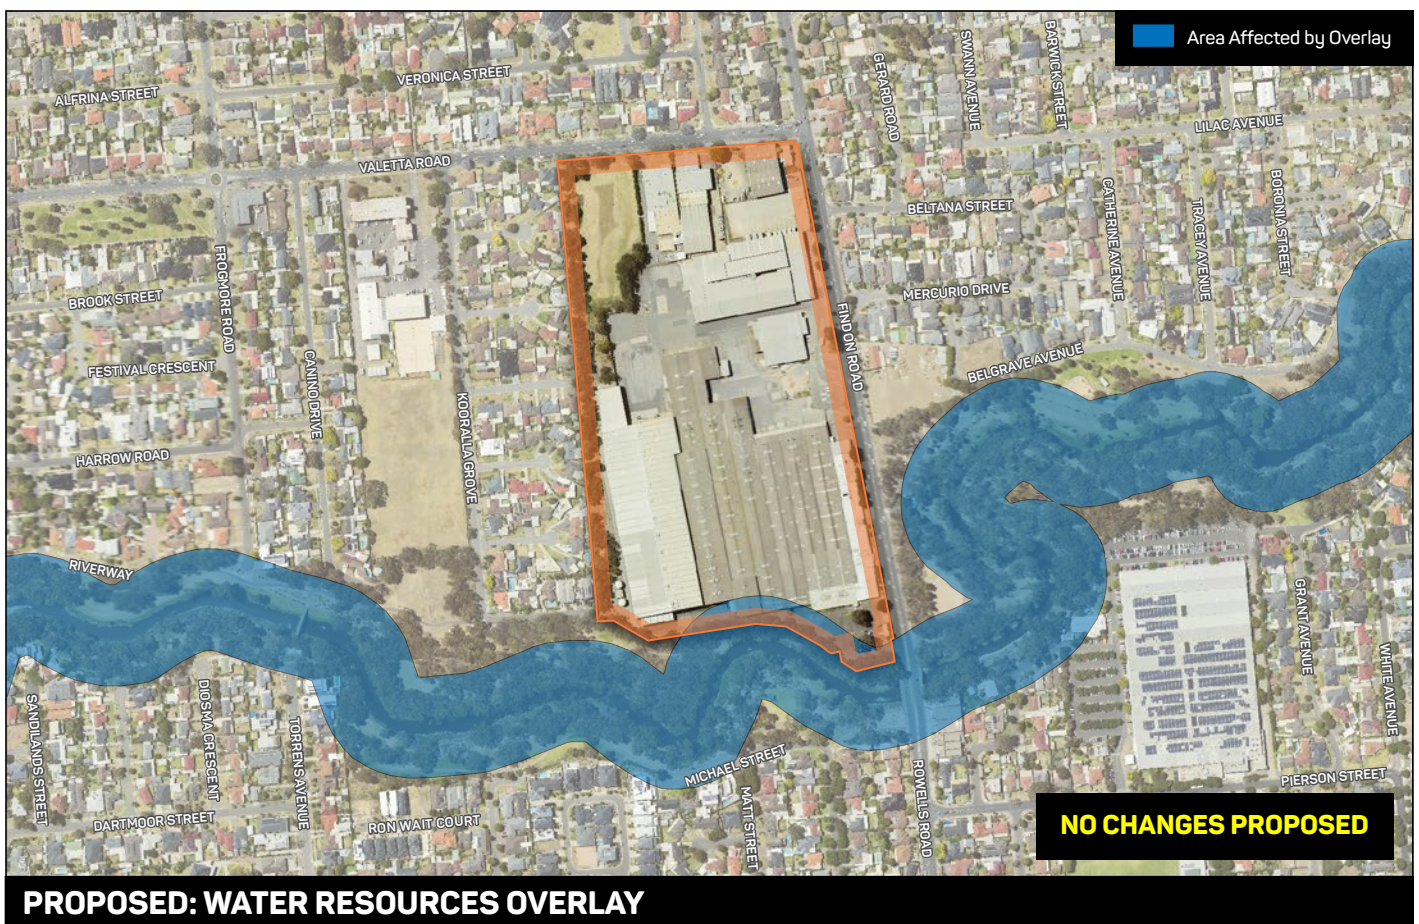 Area Affected by Overlay
VERONICA STREET
ALFRINA STREET
GERARD ROAD
SWANN AVENUE
BARWICK STREET
LILAC AVENUE
VALETTA ROAD
BELTANA STREET
CATHERINE AVENUE
TRACEY AVENUE
BORONIA STREET
FROGMORE ROAD
BROOK STREET
MERCURIO DRIVE
FINDON ROAD
FESTIVAL CRESCENT
CANINO DRIVE
BELGRAVE AVENUE
KOORALLA GROVE
HARROW ROAD
RIVERWAY
GRANT AVENUE
WHITE AVENUE
SANDILANDS STREET
DIOSMA CRESCENT
TORRENS AVENUE
MICHAEL STREET
MATT STREET
ROWELLS ROAD
PIERSON STREET
DARTMOOR STREET
RON WAIT COURT
NO CHANGES PROPOSED
PROPOSED: WATER RESOURCES OVERLAY